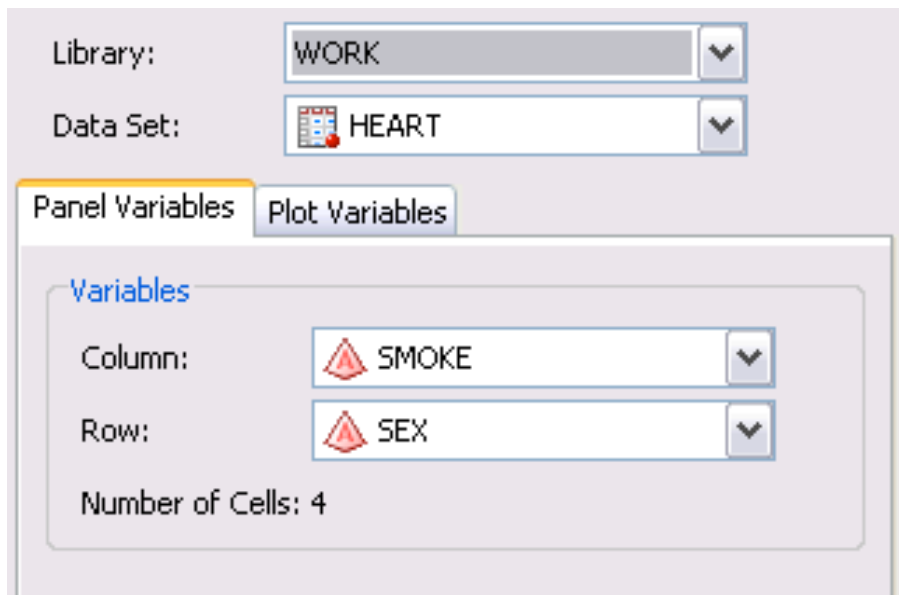 Library: WORK
Data Set: HEART
Panel Variables Plot Variables
Variables
Column: A SMOKE
Row: A SEX
Number of Cells: 4